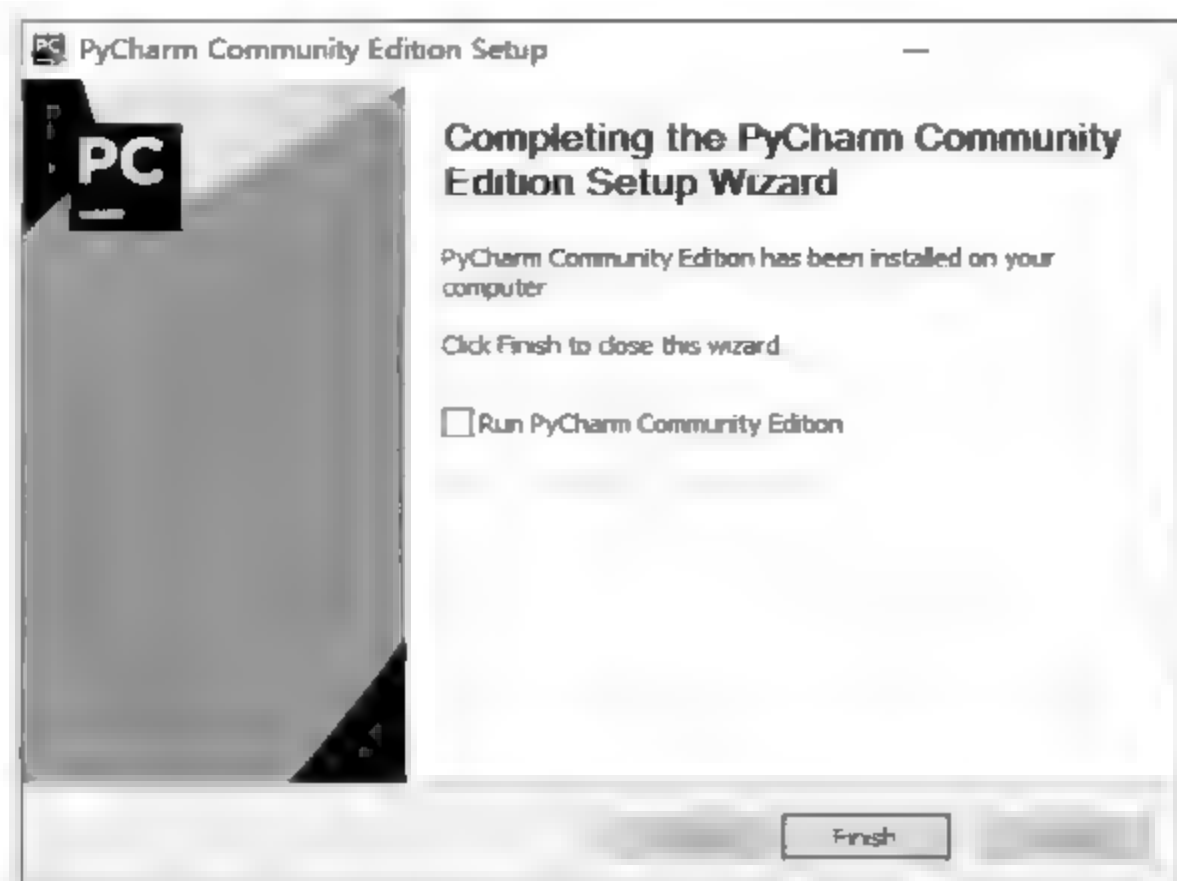 PyCharm Community Edition Setup
PC
Completing the PyCharm Community
Edition Setup Wizard
PyCharm Community Edition has been installed on your
computer
Click Finish to close this wizard
Run PyCharm Community Edition
Finish